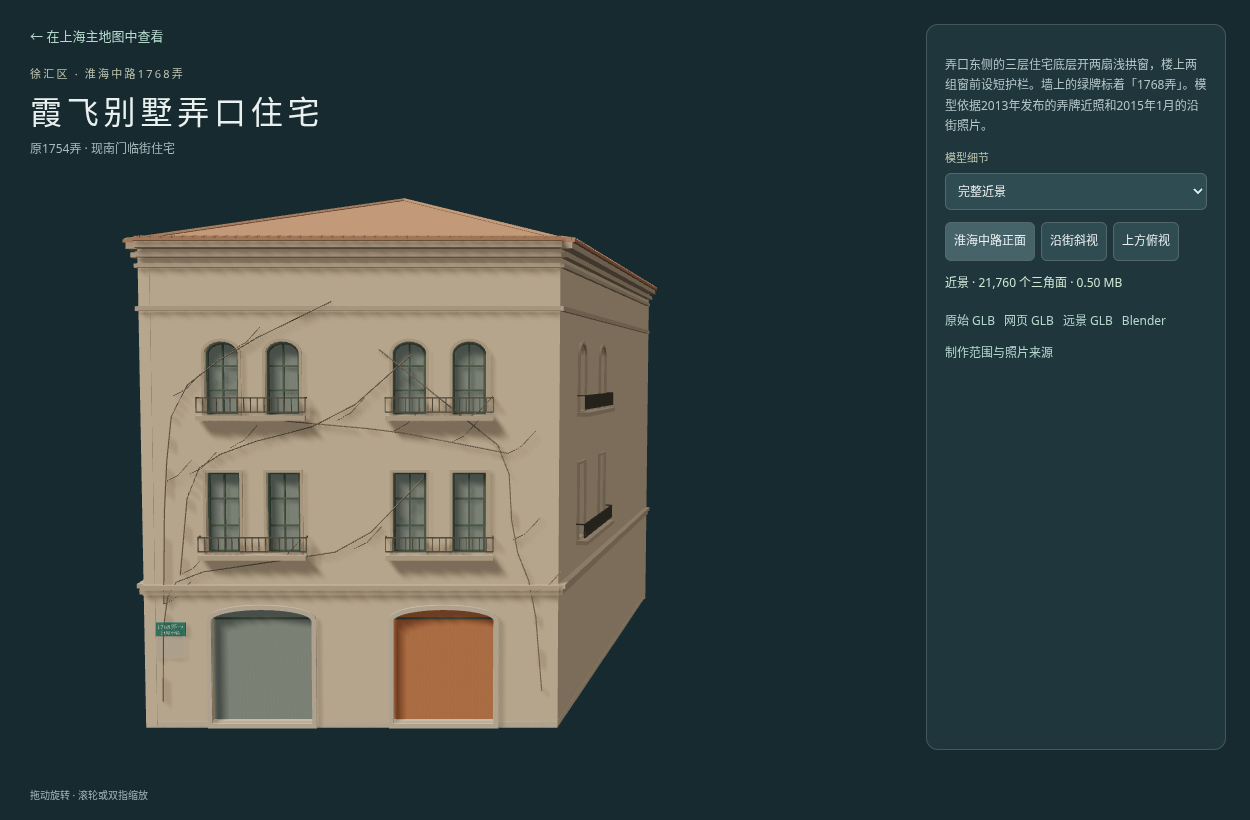 ← 在上海主地图中查看
徐汇区 · 淮海中路1768弄
霞飞别墅弄口住宅
原1754弄 · 现南门临街住宅
弄口东侧的三层住宅底层开两扇浅拱窗，楼上两
组窗前设短护栏。墙上的绿牌标着「1768弄」。模
型依据2013年发布的弄牌近照和2015年1月的沿
街照片。
模型细节
完整近景
淮海中路正面 沿街斜视 上方俯视
近景 · 21,760 个三角面 · 0.50 MB
原始 GLB 网页 GLB 远景 GLB Blender
制作范围与照片来源
拖动旋转 · 滚轮或双指缩放